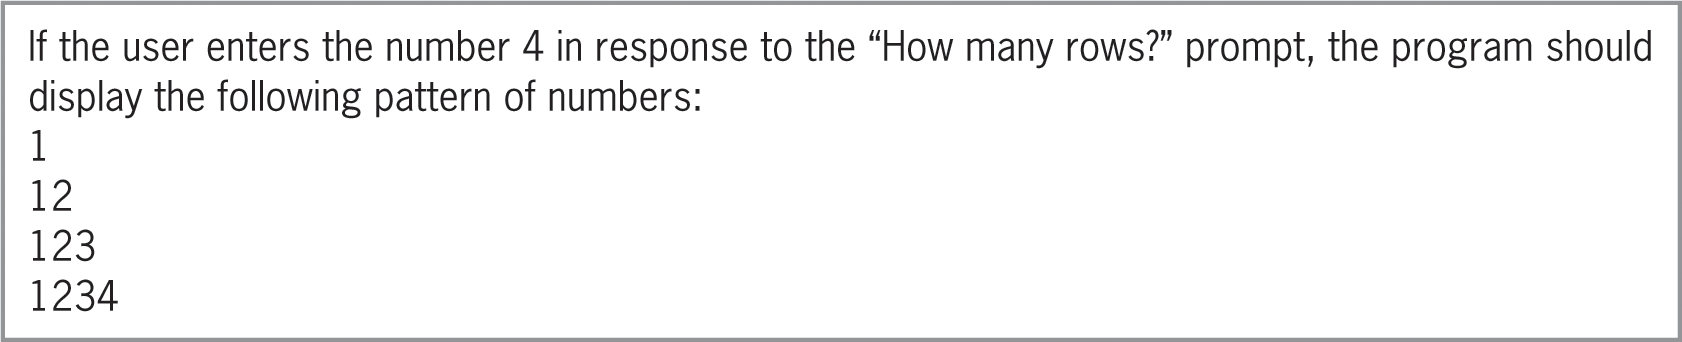 If the user enters the number 4 in response to the “How many rows?” prompt, the program should
display the following pattern of numbers:
1
12
123
1234